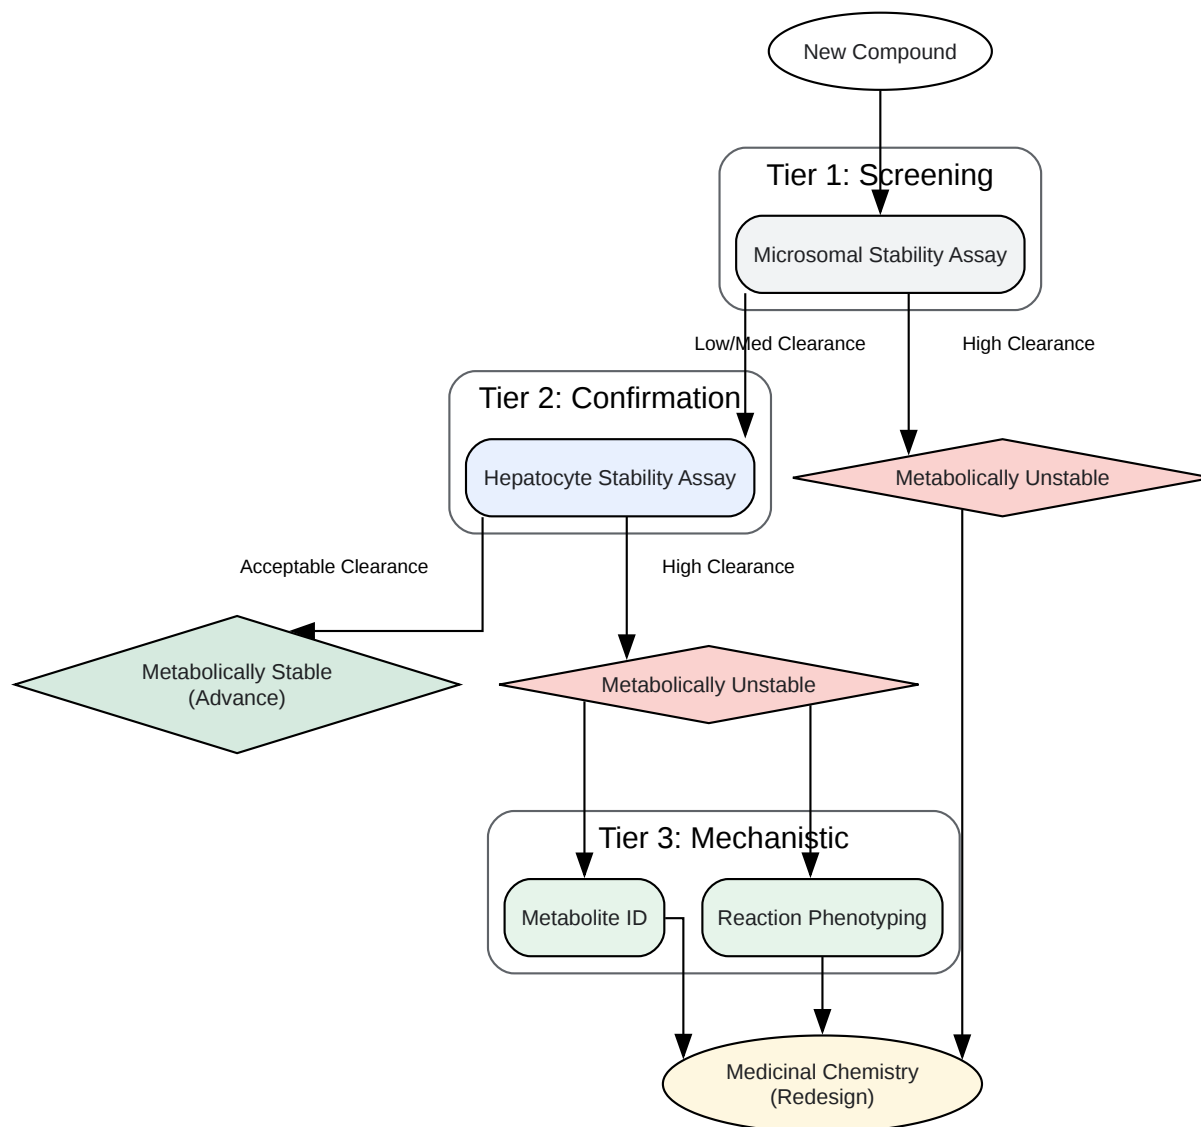 New Compound
Tier 1: Screening
Microsomal Stability Assay
Low/Med Clearance
High Clearance
Tier 2: Confirmation
Hepatocyte Stability Assay
Metabolically Unstable
Acceptable Clearance
High Clearance
Metabolically Stable
(Advance)
Metabolically Unstable
Tier 3: Mechanistic
Metabolite ID
Reaction Phenotyping
Medicinal Chemistry
(Redesign)